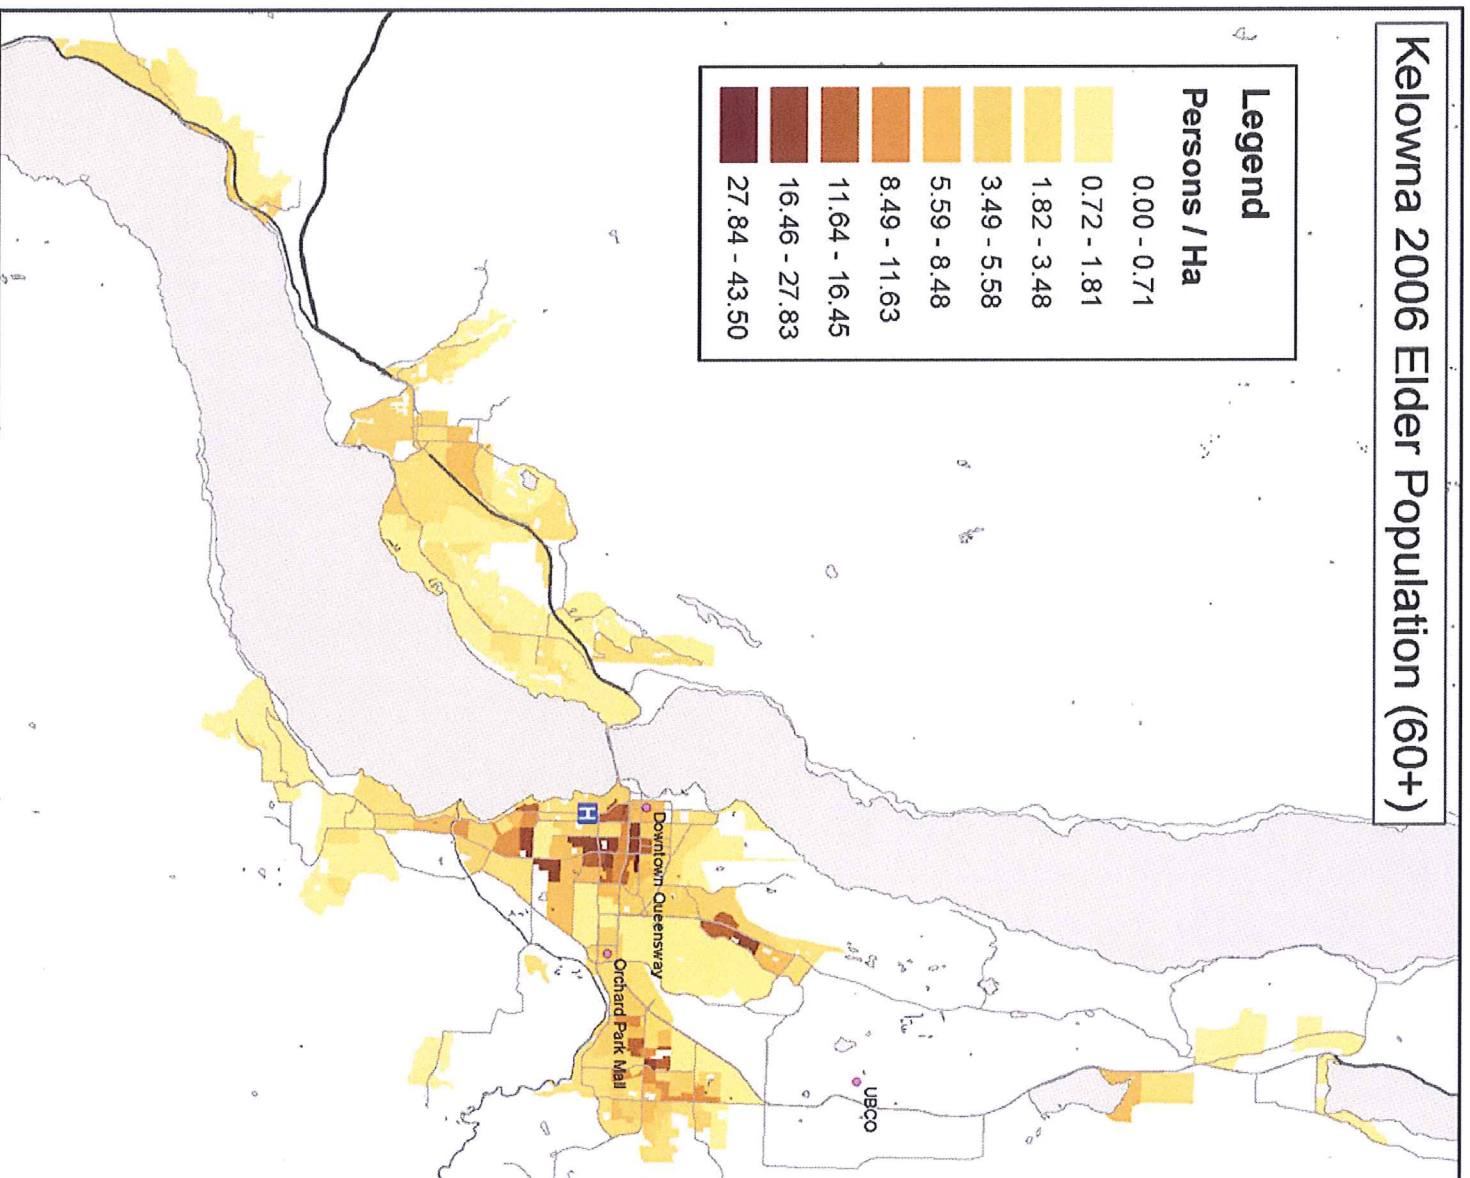 Kelowna 2006 Elder Population (60+)
Legend
Persons / Ha
0.00 - 0.71
0.72 - 1.81
1.82 - 3.48
3.49 - 5.58
5.59 - 8.48
8.49 - 11.63
11.64 - 16.45
16.46 - 27.83
27.84 - 43.50
H
Downtown Queensway
Orchard Park Mall
UBCO